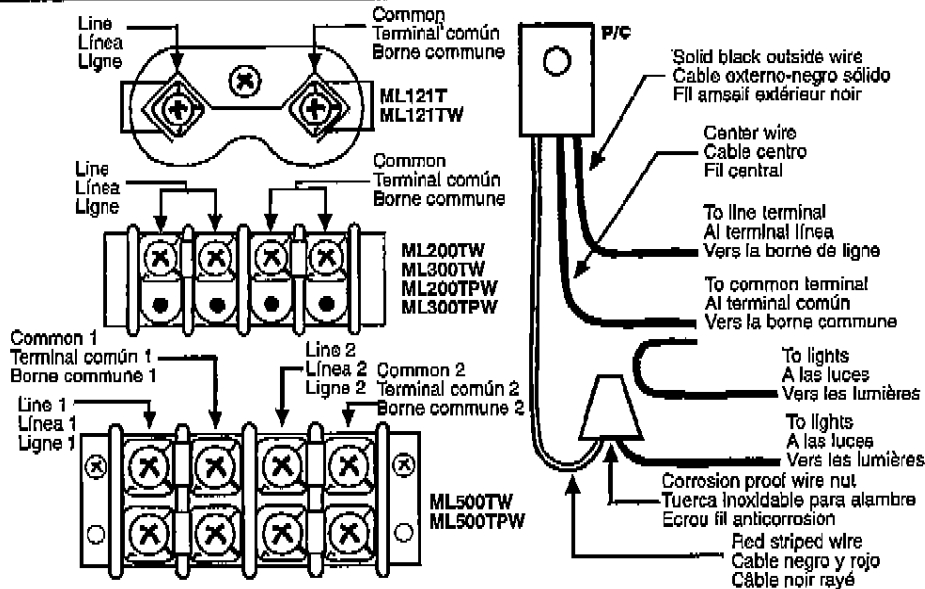 Line
Línea
Ligne
Common
Terminal común
Borne commune
ML121T
ML121TW
Line
Línea
Ligne
Common
Terminal común
Borne commune
ML200TW
ML300TW
ML200TPW
ML300TPW
Common 1
Terminal común 1
Borne commune 1
Line 2
Línea 2
Ligne 2
Common 2
Terminal común 2
Borne commune 2
Line 1
Línea 1
Ligne 1
ML500TW
ML500TPW
P/C
Solid black outside wire
Cable externo-negro sólido
Fil amseif extérieur noir
Center wire
Cable centro
Fil central
To line terminal
Al terminal línea
Vers la borne de ligne
To common terminal
Al terminal común
Vers la borne commune
To lights
A las luces
Vers les lumières
To lights
A las luces
Vers les lumières
Corrosion proof wire nut
Tuerca inoxidable para alambre
Ecrou fil anticorrosion
Red striped wire
Cable negro y rojo
Câble noir rayé